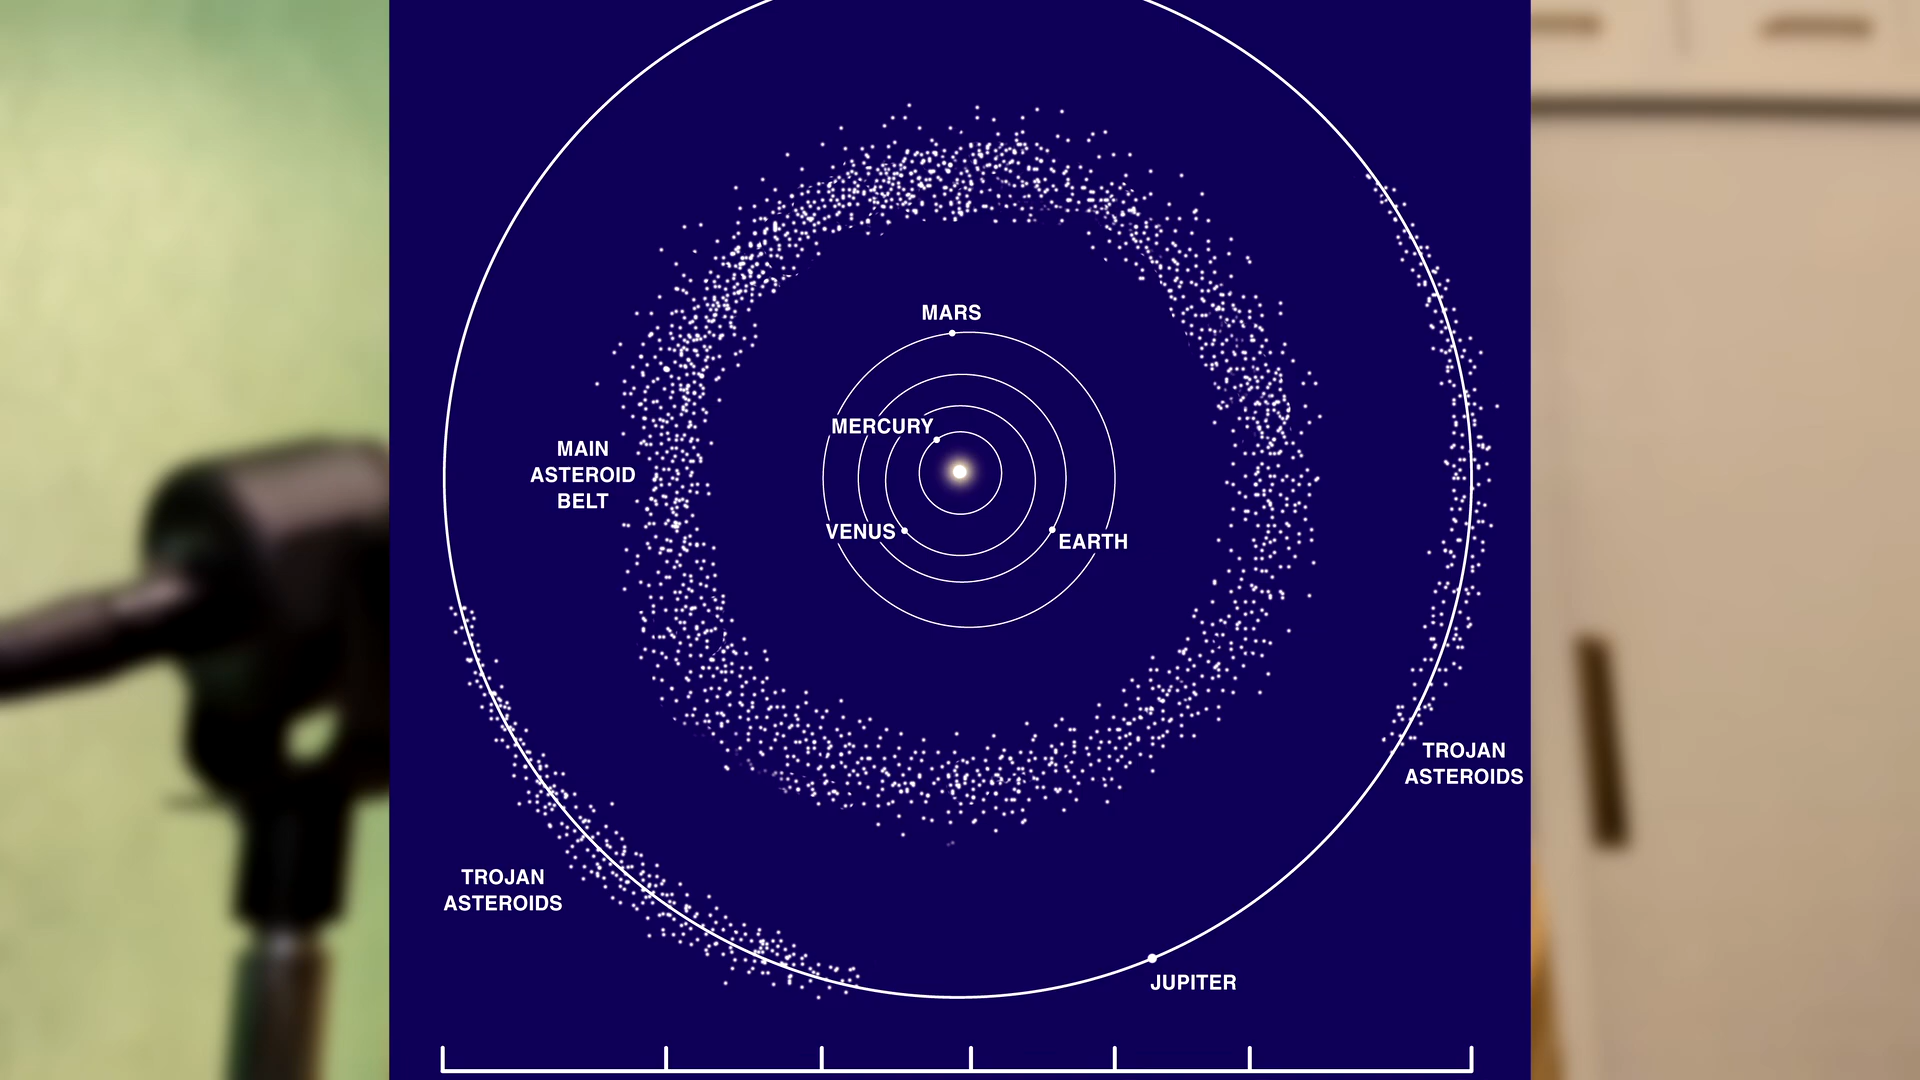 MARS
MERCURY
MAIN
ASTEROID
BELT
VENUS
EARTH
TROJAN
ASTEROIDS
TROJAN
ASTEROIDS
JUPITER